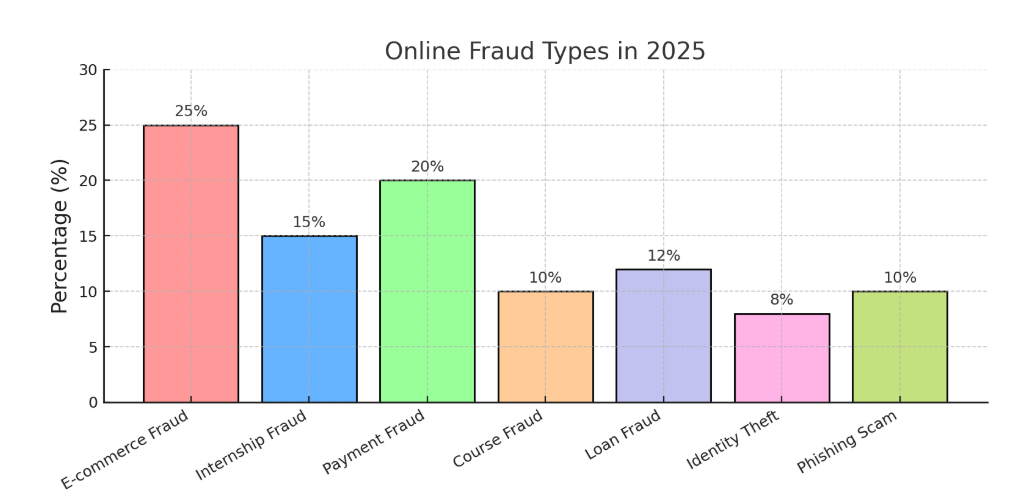 Online Fraud Types in 2025
Percentage (%)
30
25
20
15
10
5
0
25%
15%
20%
10%
12%
8%
10%
E-commerce Fraud
Internship Fraud
Payment Fraud
Course Fraud
Loan Fraud
Identity Theft
Phishing Scam